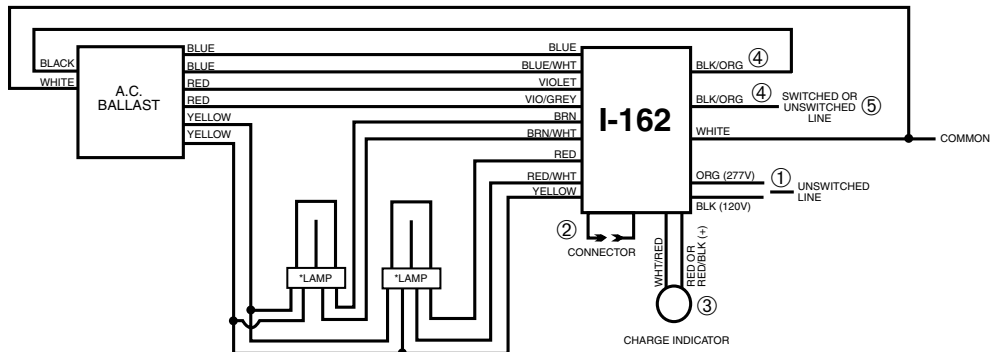 BLACK
WHITE
A.C.
BALLAST
BLUE
BLUE
RED
RED
YELLOW
YELLOW
BLUE
BLUE/WHT
VIOLET
VIO/GREY
BRN
BRN/WHT
RED
RED/WHT
YELLOW
I-162
BLK/ORG ④
BLK/ORG ④
SWITCHED OR
UNSWITCHED ⑤
LINE
WHITE
COMMON
ORG (277V) ①
UNSWITCHED
LINE
BLK (120V)
②
CONNECTOR
WHT/RED
RED OR
RED/BLK (+)
③
CHARGE INDICATOR
*LAMP
*LAMP